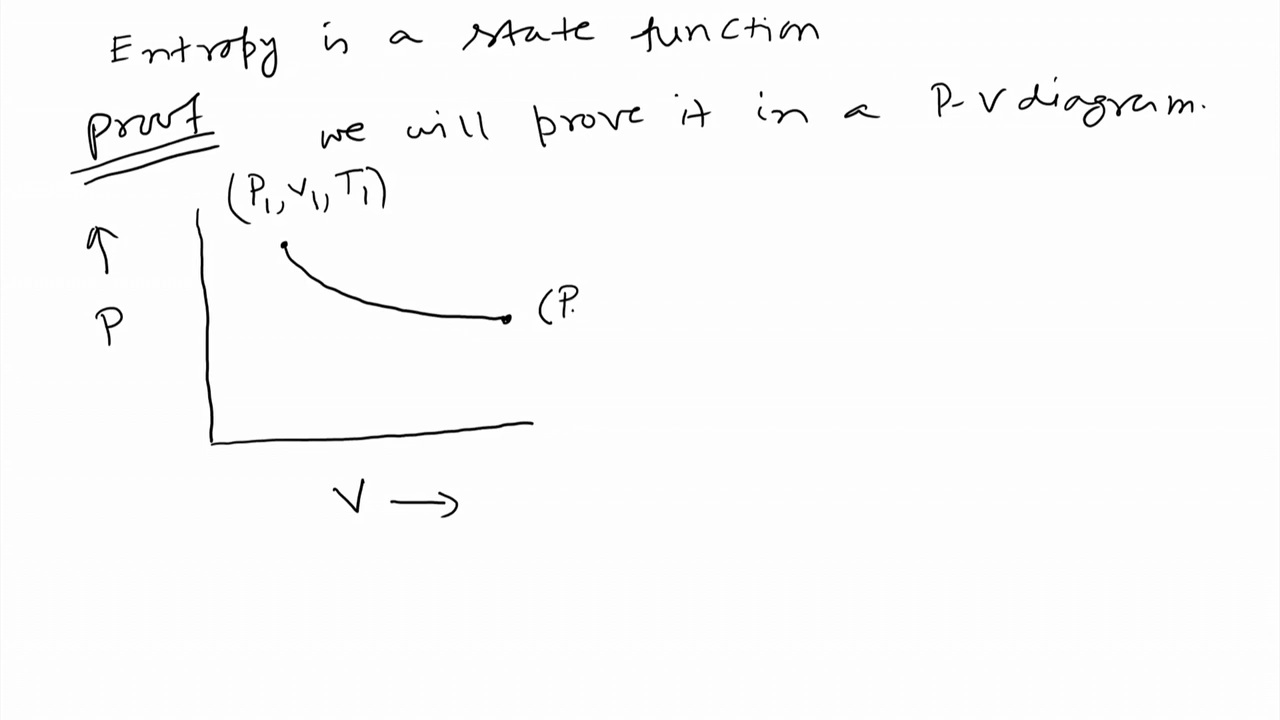 Entropy is a state function
Proof we will prove it in a P-V diagram.
(P₁, V₁, T₁)
(P.
P
V